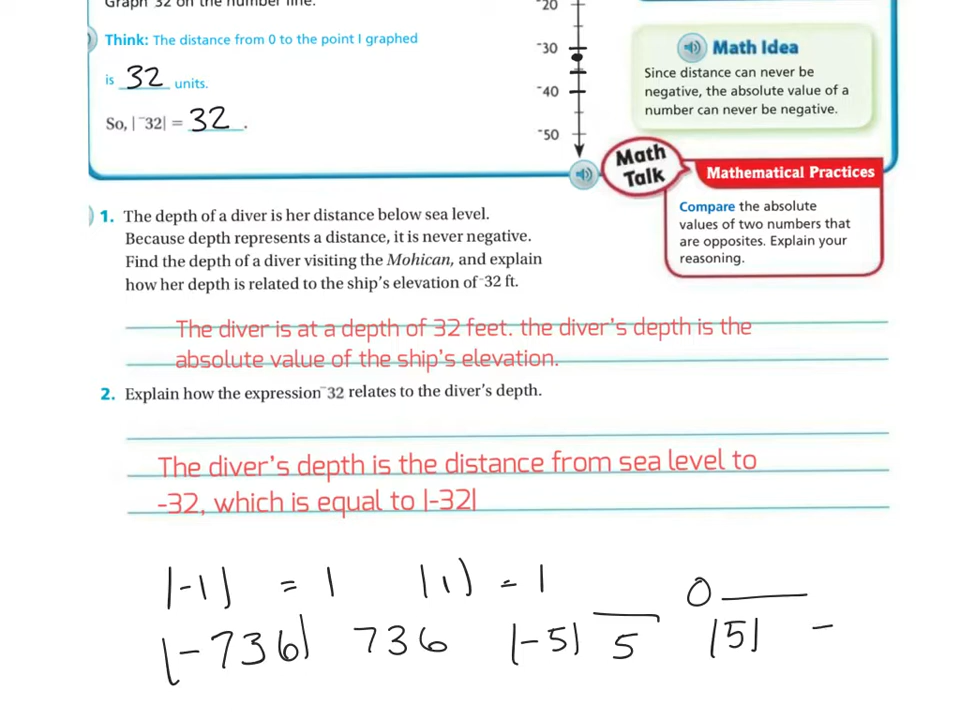 Graph 32 on the number line.
Think: The distance from 0 to the point I graphed
is 32 units.
So, |⁻32| = 32.
⁻20
⁻30
⁻40
⁻50
Math Idea
Since distance can never be
negative, the absolute value of a
number can never be negative.
Math
Talk
Mathematical Practices
Compare the absolute
values of two numbers that
are opposites. Explain your
reasoning.
1. The depth of a diver is her distance below sea level.
Because depth represents a distance, it is never negative.
Find the depth of a diver visiting the Mohican, and explain
how her depth is related to the ship's elevation of ⁻32 ft.
The diver is at a depth of 32 feet. the diver's depth is the
absolute value of the ship's elevation.
2. Explain how the expression ⁻32 relates to the diver's depth.
The diver's depth is the distance from sea level to
-32, which is equal to |-32|
|-1| = 1 |1| = 1 0
|-736| 736 |-5| 5 |5| -